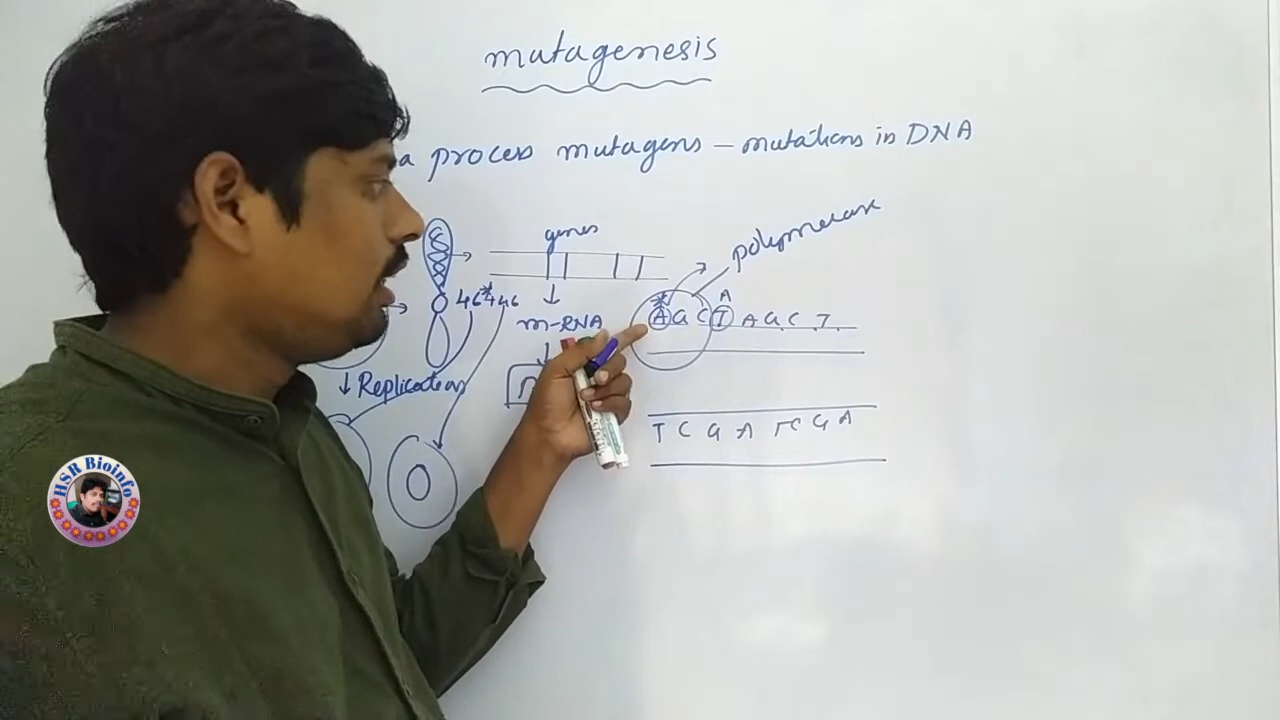 mutagenesis
a process mutagens – mutations in DNA
genes
polymerase
46 * 46
A
* A G C T A G C T
m-RNA
Replication
T C G A T C G A
HSR Bioinfo